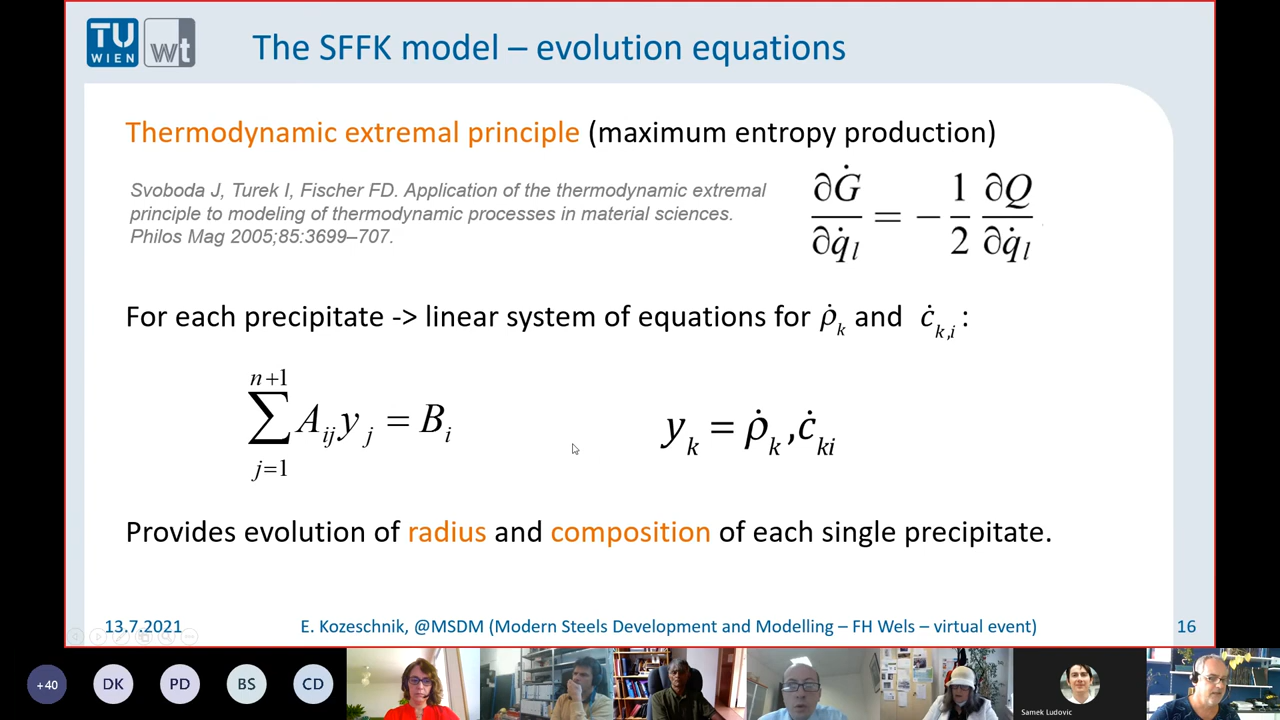 TU
WIEN
wt
The SFFK model – evolution equations
Thermodynamic extremal principle (maximum entropy production)
Svoboda J, Turek I, Fischer FD. Application of the thermodynamic extremal
principle to modeling of thermodynamic processes in material sciences.
Philos Mag 2005;85:3699–707.
∂Ġ/∂q̇_l = −1/2 ∂Q/∂q̇_l
For each precipitate -> linear system of equations for ρ̇_k and ċ_k,i :
∑_{j=1}^{n+1} A_ij y_j = B_i
y_k = ρ̇_k , ċ_ki
Provides evolution of radius and composition of each single precipitate.
13.7.2021
E. Kozeschnik, @MSDM (Modern Steels Development and Modelling – FH Wels – virtual event)
16
+40
DK
PD
BS
CD
Samek Ludovic